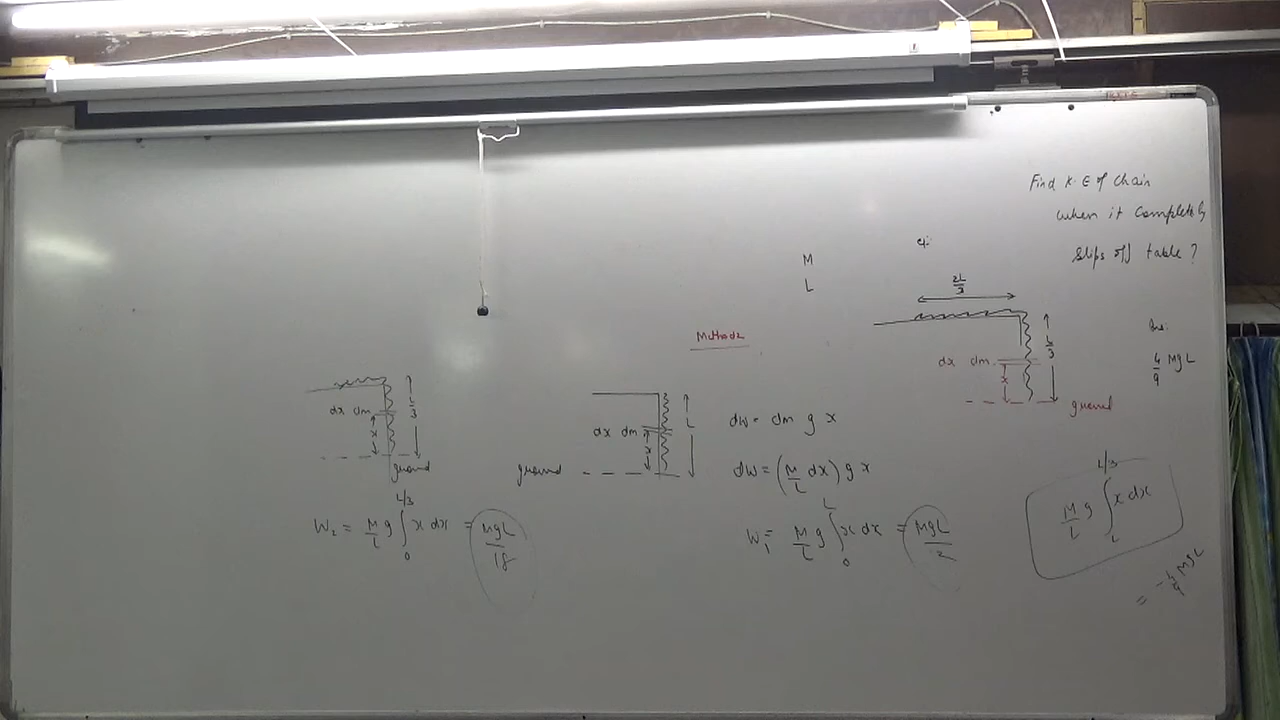 Find K.E of Chain
when it completely
slips off table ?
eg:
M
L
2L/3
L/3
dx dm
x
ground
Ans:
4/9 MgL
Method 2
dx dm
x
L/3
ground
W₂ = M/L g ∫₀^{L/3} x dx = MgL/18
dx dm
x
L
ground
dW = dm g x
dW = (M/L dx) g x
W₁ = M/L g ∫₀^L x dx = MgL/2
M/L g ∫_L^{L/3} x dx
= -4/9 MgL